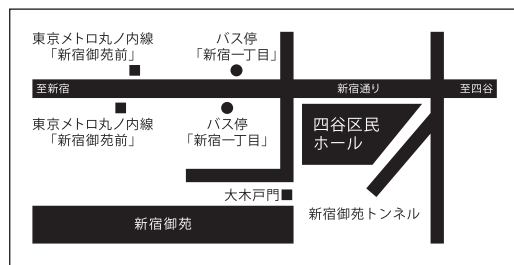 東京メトロ丸ノ内線
「新宿御苑前」
バス停
「新宿一丁目」
至新宿
新宿通り
至四谷
東京メトロ丸ノ内線
「新宿御苑前」
バス停
「新宿一丁目」
四谷区民
ホール
大木戸門
新宿御苑トンネル
新宿御苑